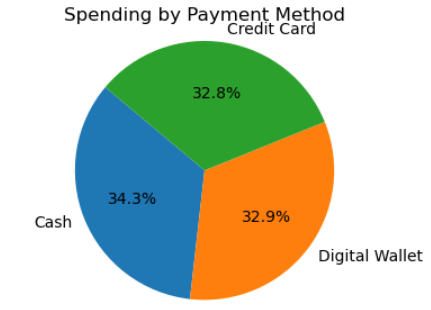 Spending by Payment Method
Credit Card
32.8%
34.3%
32.9%
Cash
Digital Wallet